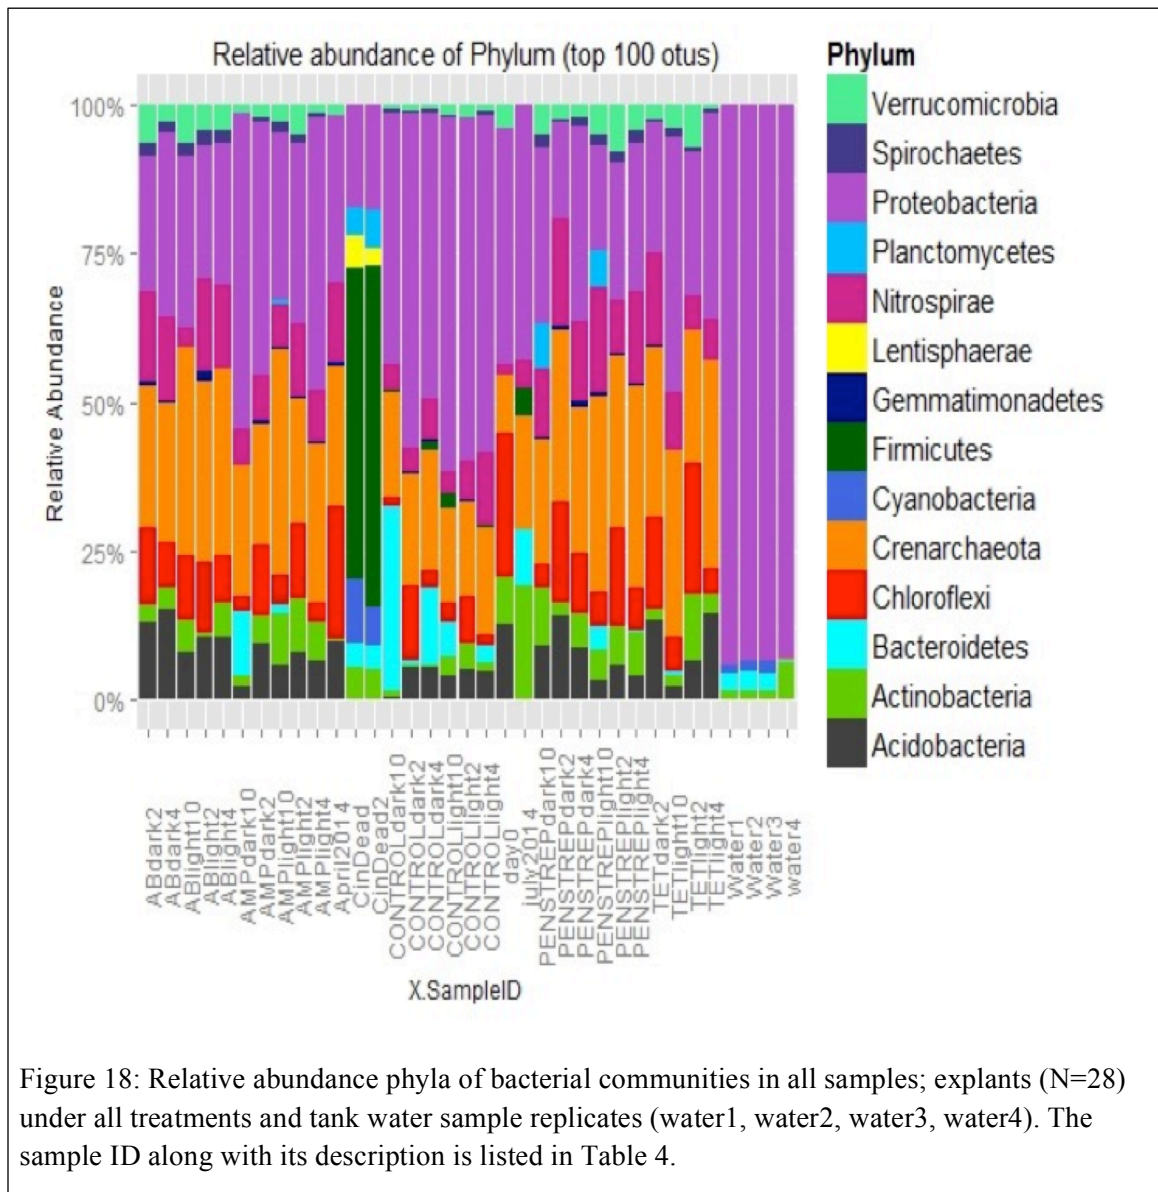 Relative abundance of Phylum (top 100 otus)
Phylum
Verrucomicrobia
Spirochaetes
Proteobacteria
Planctomycetes
Nitrospirae
Lentisphaerae
Gemmatimonadetes
Firmicutes
Cyanobacteria
Crenarchaeota
Chloroflexi
Bacteroidetes
Actinobacteria
Acidobacteria
Relative Abundance
100%
75%
50%
25%
0%
ABdark2
ABdark4
ABlight10
ABlight2
ABlight4
AMPdark10
AMPdark2
AMPlight10
AMPlight2
AMPlight4
April2014
CinDead
CinDead2
CONTROLdark10
CONTROLdark2
CONTROLdark4
CONTROLlight10
CONTROLlight2
CONTROLlight4
day0
july2014
PENSTREPdark10
PENSTREPdark2
PENSTREPdark4
PENSTREPlight10
PENSTREPlight2
PENSTREPlight4
TETdark2
TETlight10
TETlight2
TETlight4
Water1
Water2
Water3
water4
X.SampleID
Figure 18: Relative abundance phyla of bacterial communities in all samples; explants (N=28)
under all treatments and tank water sample replicates (water1, water2, water3, water4). The
sample ID along with its description is listed in Table 4.